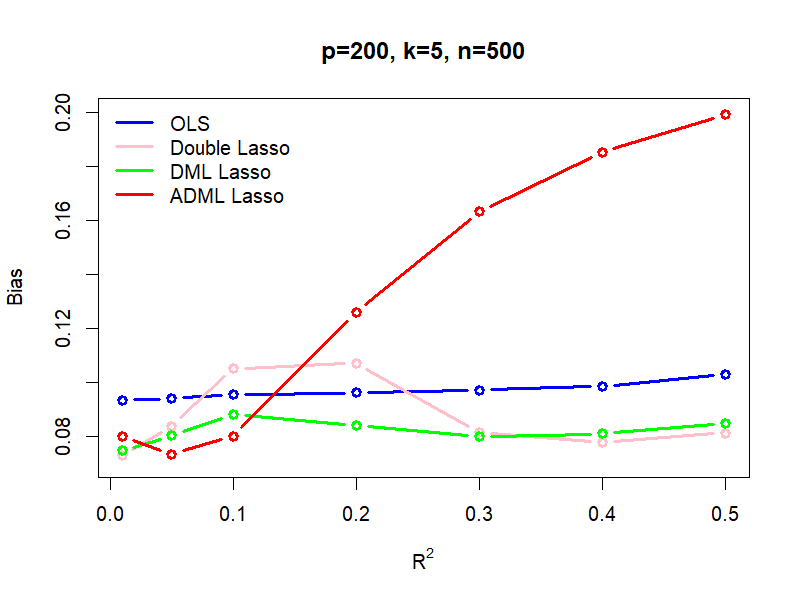 p=200, k=5, n=500
OLS
Double Lasso
DML Lasso
ADML Lasso
Bias
0.20
0.16
0.12
0.08
0.0 0.1 0.2 0.3 0.4 0.5
R²